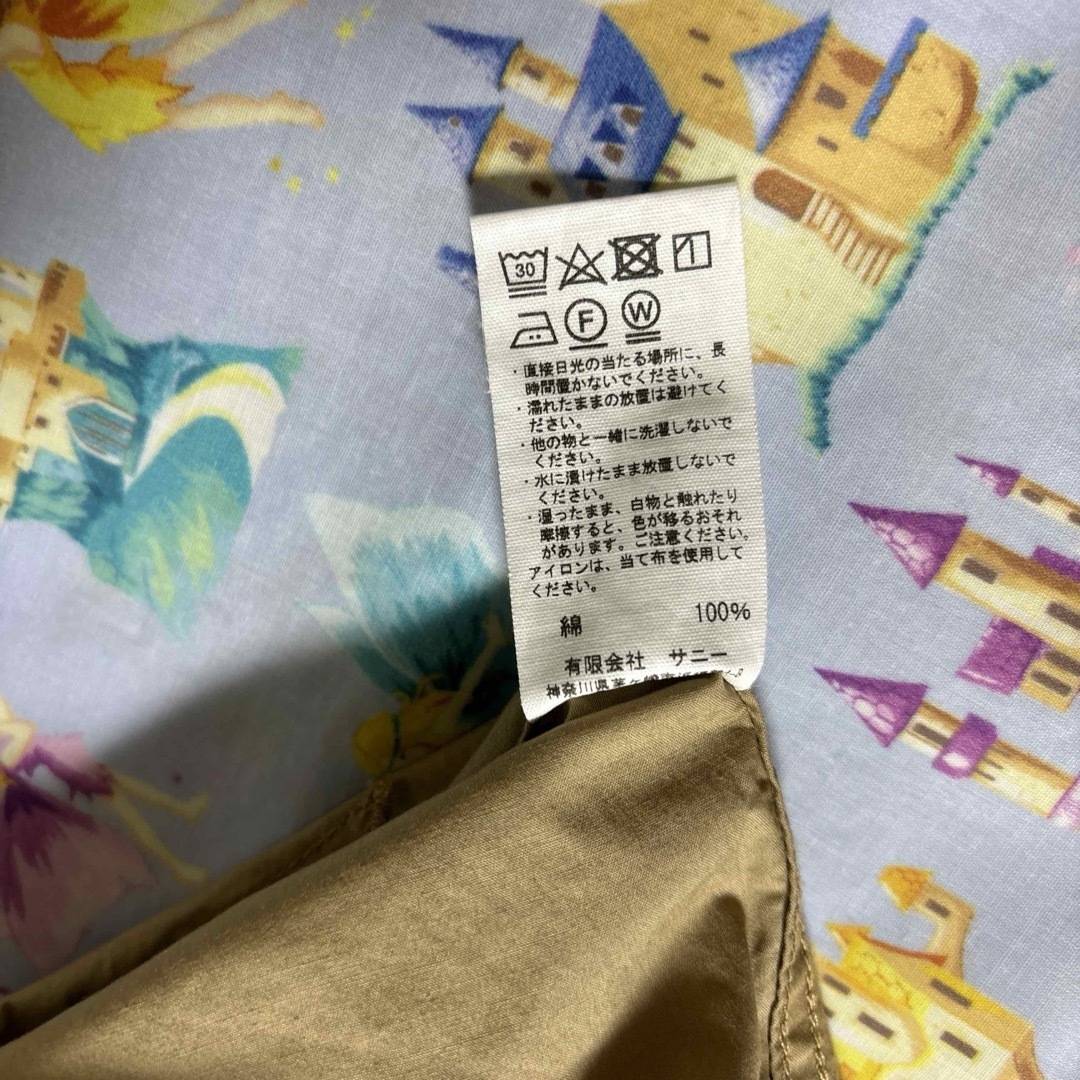 30
F W
・直接日光の当たる場所に、長
時間置かないでください。
・濡れたままの放置は避けてく
ださい。
・他の物と一緒に洗濯しないで
ください。
・水に漬けたまま放置しないで
ください。
・湿ったまま、白物と触れたり
摩擦すると、色が移るおそれ
があります。ご注意ください。
アイロンは、当て布を使用して
ください。
綿 100%
有限会社 サニー
神奈川県茅ヶ崎市